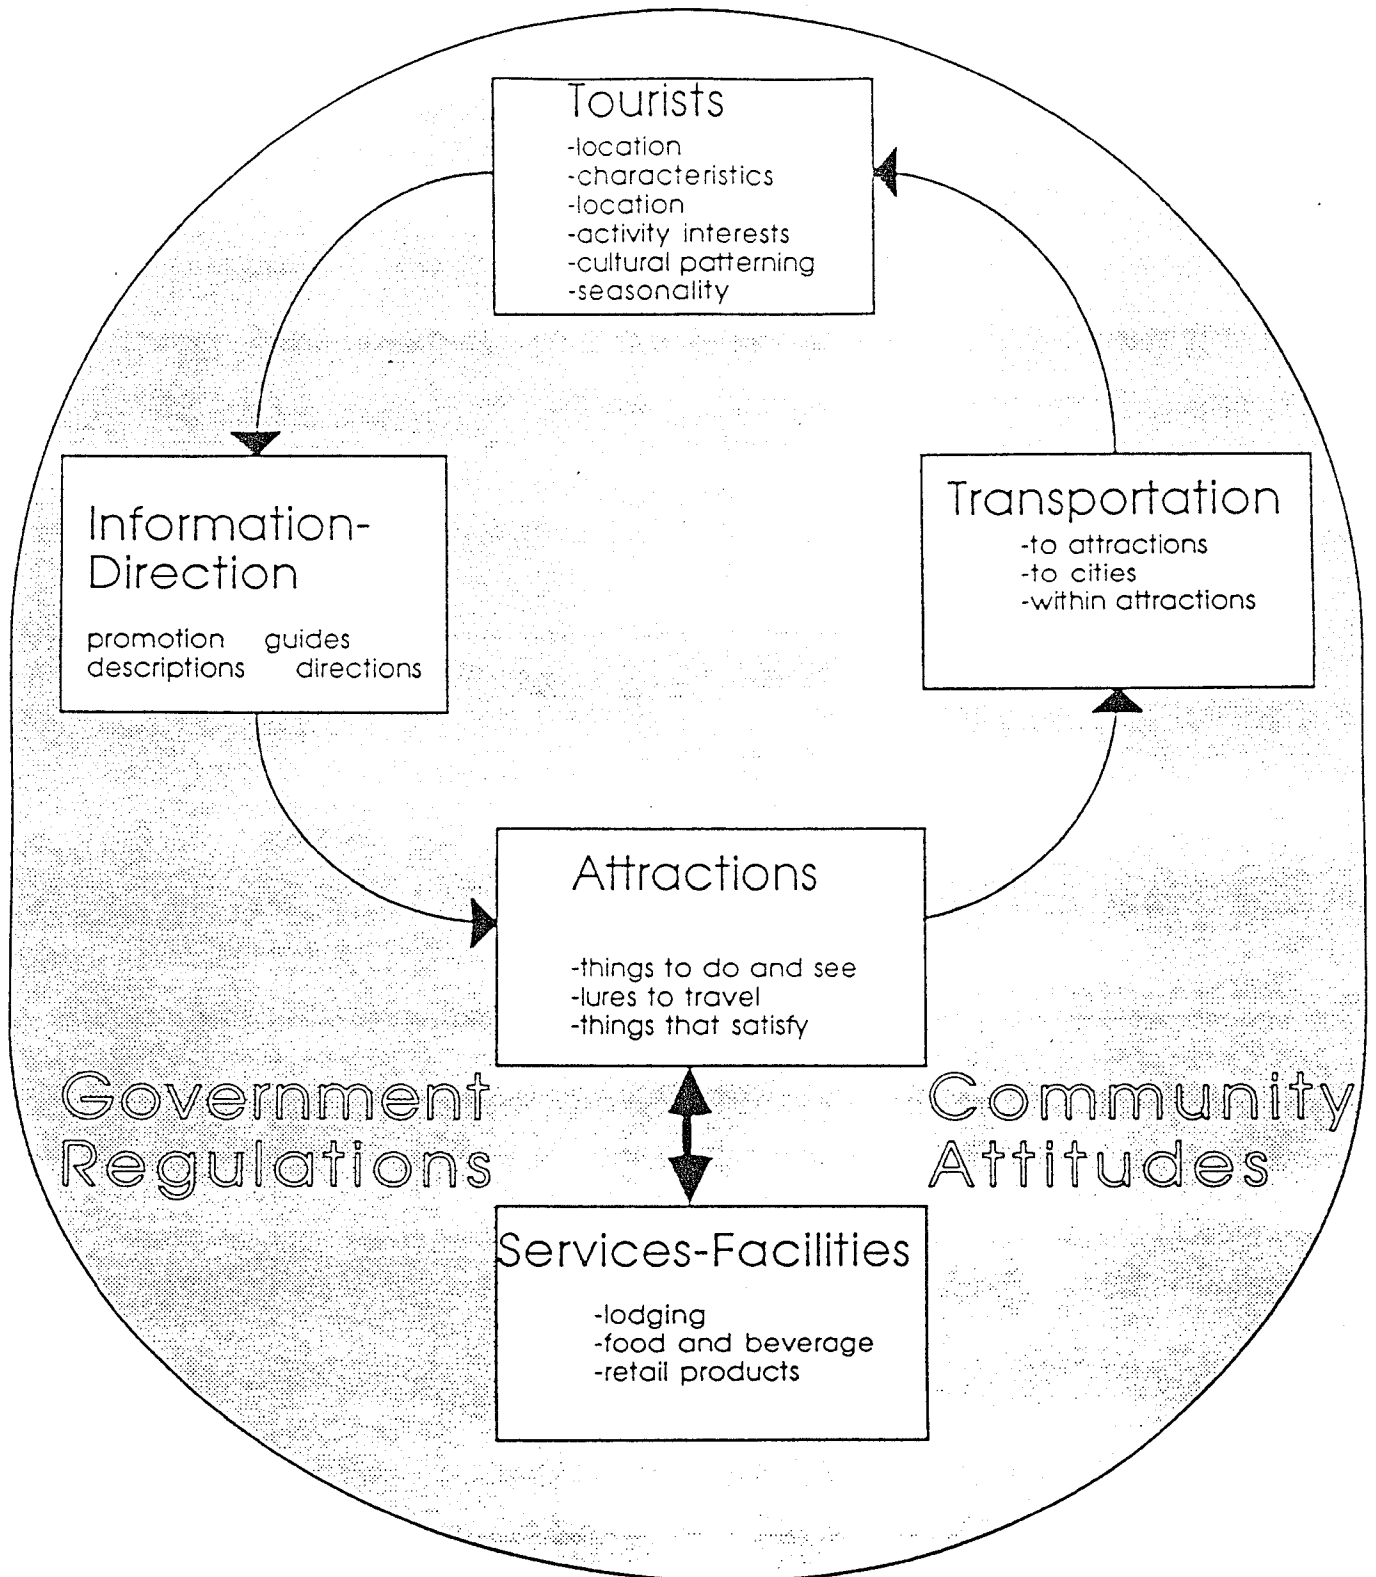 Tourists
-location
-characteristics
-location
-activity interests
-cultural patterning
-seasonality
Information-
Direction
promotion guides
descriptions directions
Transportation
-to attractions
-to cities
-within attractions
Attractions
-things to do and see
-lures to travel
-things that satisfy
Government
Regulations
Community
Attitudes
Services-Facilities
-lodging
-food and beverage
-retail products